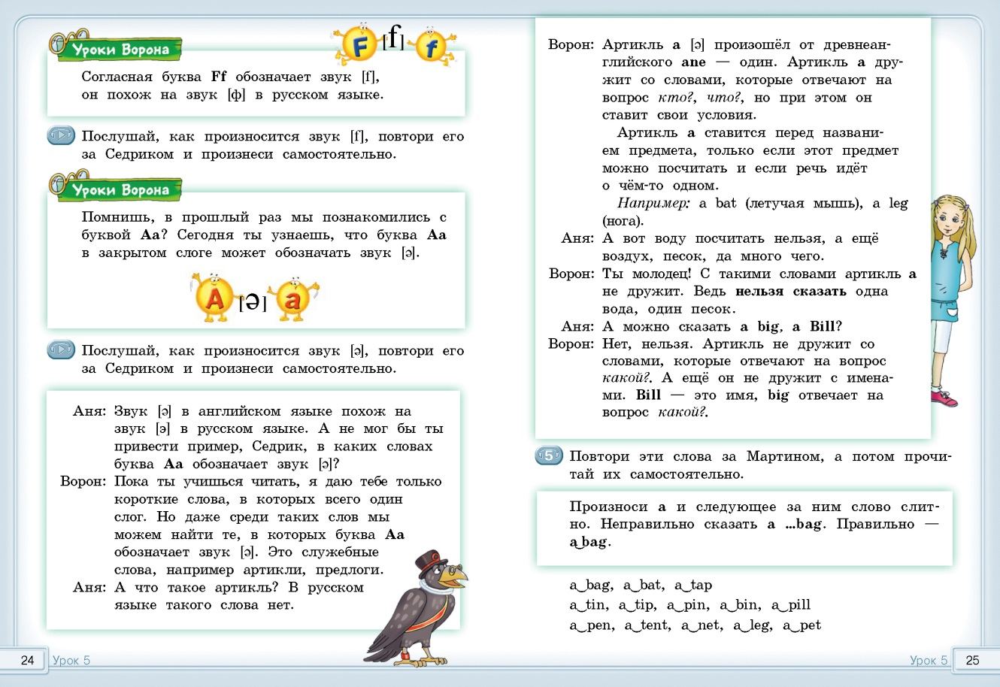 Уроки Ворона
F [f] f
Согласная буква Ff обозначает звук [f],
он похож на звук [ф] в русском языке.
Послушай, как произносится звук [f], повтори его
за Седриком и произнеси самостоятельно.
Уроки Ворона
Помнишь, в прошлый раз мы познакомились с
буквой Aa? Сегодня ты узнаешь, что буква Aa
в закрытом слоге может обозначать звук [ə].
A [ə] a
Послушай, как произносится звук [ə], повтори его
за Седриком и произнеси самостоятельно.
Аня: Звук [ə] в английском языке похож на
звук [э] в русском языке. А не мог бы ты
привести пример, Седрик, в каких словах
буква Aa обозначает звук [ə]?
Ворон: Пока ты учишься читать, я даю тебе только
короткие слова, в которых всего один
слог. Но даже среди таких слов мы
можем найти те, в которых буква Aa
обозначает звук [ə]. Это служебные
слова, например артикли, предлоги.
Аня: А что такое артикль? В русском
языке такого слова нет.
24 Урок 5
Ворон: Артикль a [ə] произошёл от древнеан-
глийского ane — один. Артикль a дру-
жит со словами, которые отвечают на
вопрос кто?, что?, но при этом он
ставит свои условия.
Артикль a ставится перед названи-
ем предмета, только если этот предмет
можно посчитать и если речь идёт
о чём-то одном.
Например: a bat (летучая мышь), a leg
(нога).
Аня: А вот воду посчитать нельзя, а ещё
воздух, песок, да много чего.
Ворон: Ты молодец! С такими словами артикль a
не дружит. Ведь нельзя сказать одна
вода, один песок.
Аня: А можно сказать a big, a Bill?
Ворон: Нет, нельзя. Артикль не дружит со
словами, которые отвечают на вопрос
какой?. А ещё он не дружит с имена-
ми. Bill — это имя, big отвечает на
вопрос какой?.
5 Повтори эти слова за Мартином, а потом прочи-
тай их самостоятельно.
Произноси a и следующее за ним слово слит-
но. Неправильно сказать a ...bag. Правильно —
a‿bag.
a‿bag, a‿bat, a‿tap
a‿tin, a‿tip, a‿pin, a‿bin, a‿pill
a‿pen, a‿tent, a‿net, a‿leg, a‿pet
Урок 5 25